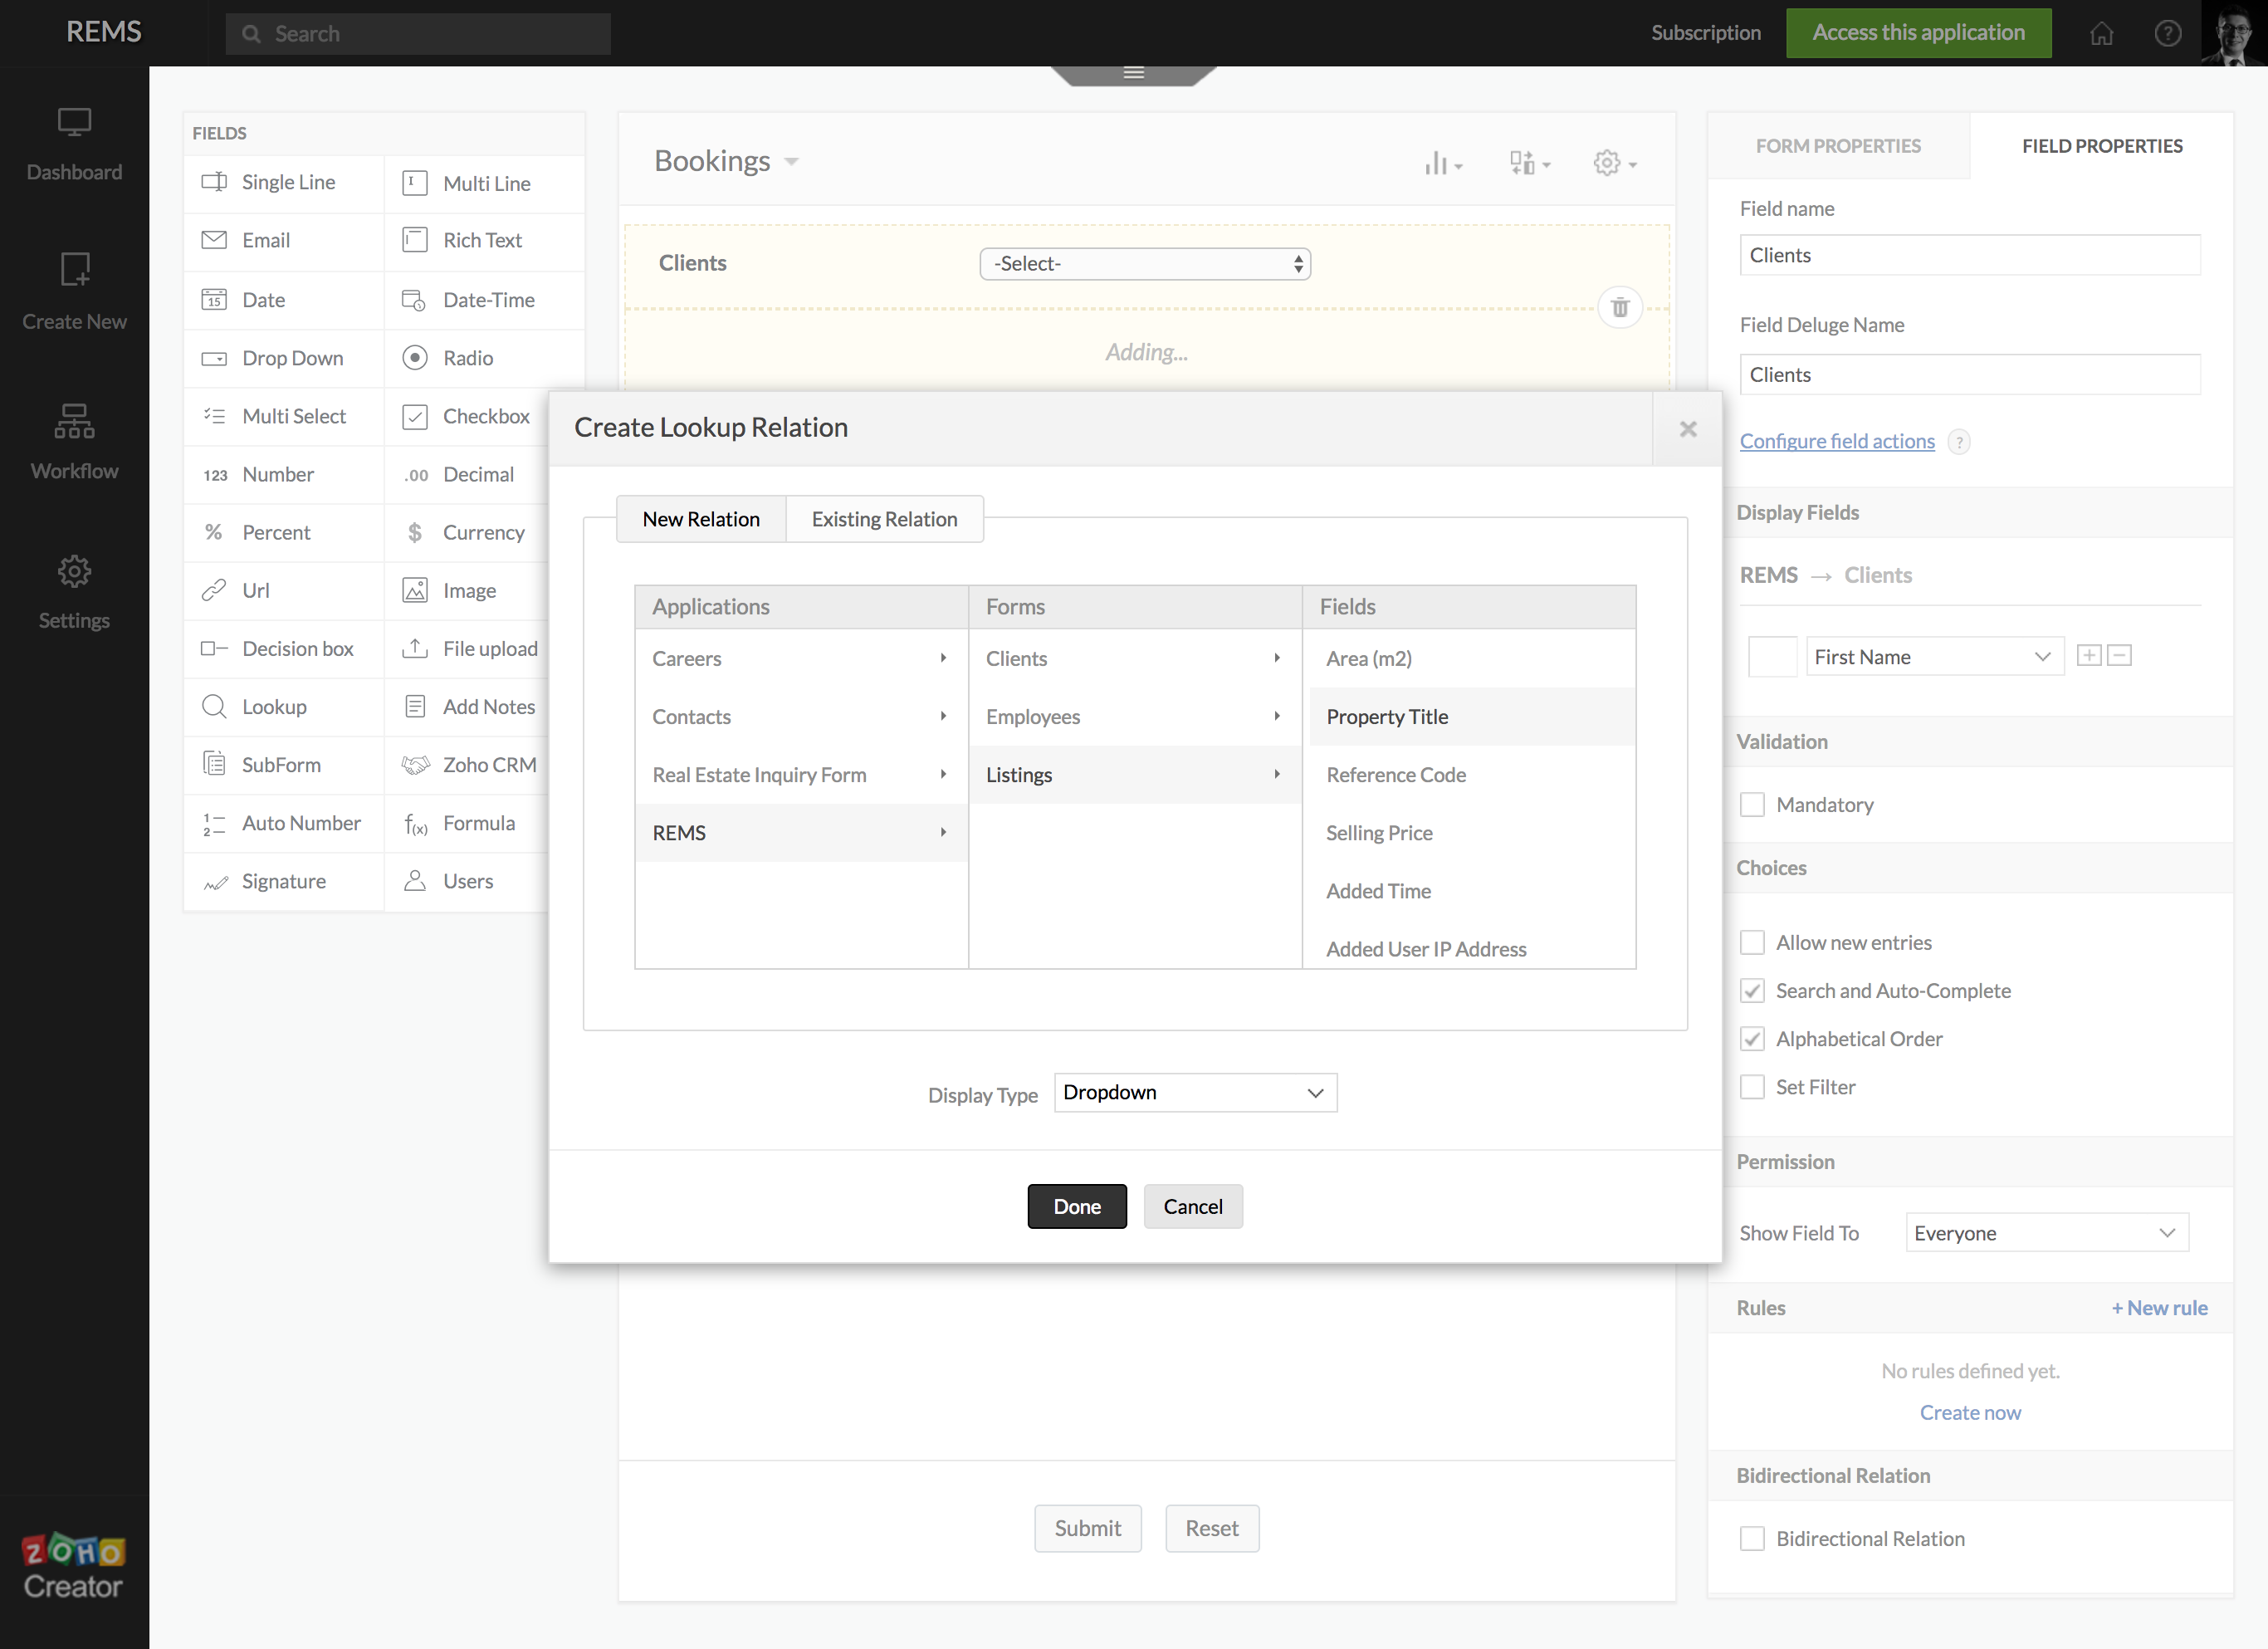 REMS
Search
Subscription
Access this application
?
Dashboard
Create New
Workflow
Settings
ZOHO
Creator
FIELDS
Single Line
Multi Line
Email
Rich Text
15
Date
Date-Time
Drop Down
Radio
Multi Select
Checkbox
123 Number
.00 Decimal
% Percent
$ Currency
Url
Image
Decision box
File upload
Lookup
Add Notes
SubForm
Zoho CRM
1 2 Auto Number
f(x) Formula
Signature
Users
Bookings
Clients
-Select-
Adding...
Create Lookup Relation
New Relation
Existing Relation
Applications
Forms
Fields
Careers
Clients
Area (m2)
Contacts
Employees
Property Title
Real Estate Inquiry Form
Listings
Reference Code
REMS
Selling Price
Added Time
Added User IP Address
Display Type
Dropdown
Done
Cancel
Submit
Reset
FORM PROPERTIES
FIELD PROPERTIES
Field name
Clients
Field Deluge Name
Clients
Configure field actions ?
Display Fields
REMS → Clients
First Name
Validation
Mandatory
Choices
Allow new entries
Search and Auto-Complete
Alphabetical Order
Set Filter
Permission
Show Field To
Everyone
Rules
+ New rule
No rules defined yet.
Create now
Bidirectional Relation
Bidirectional Relation